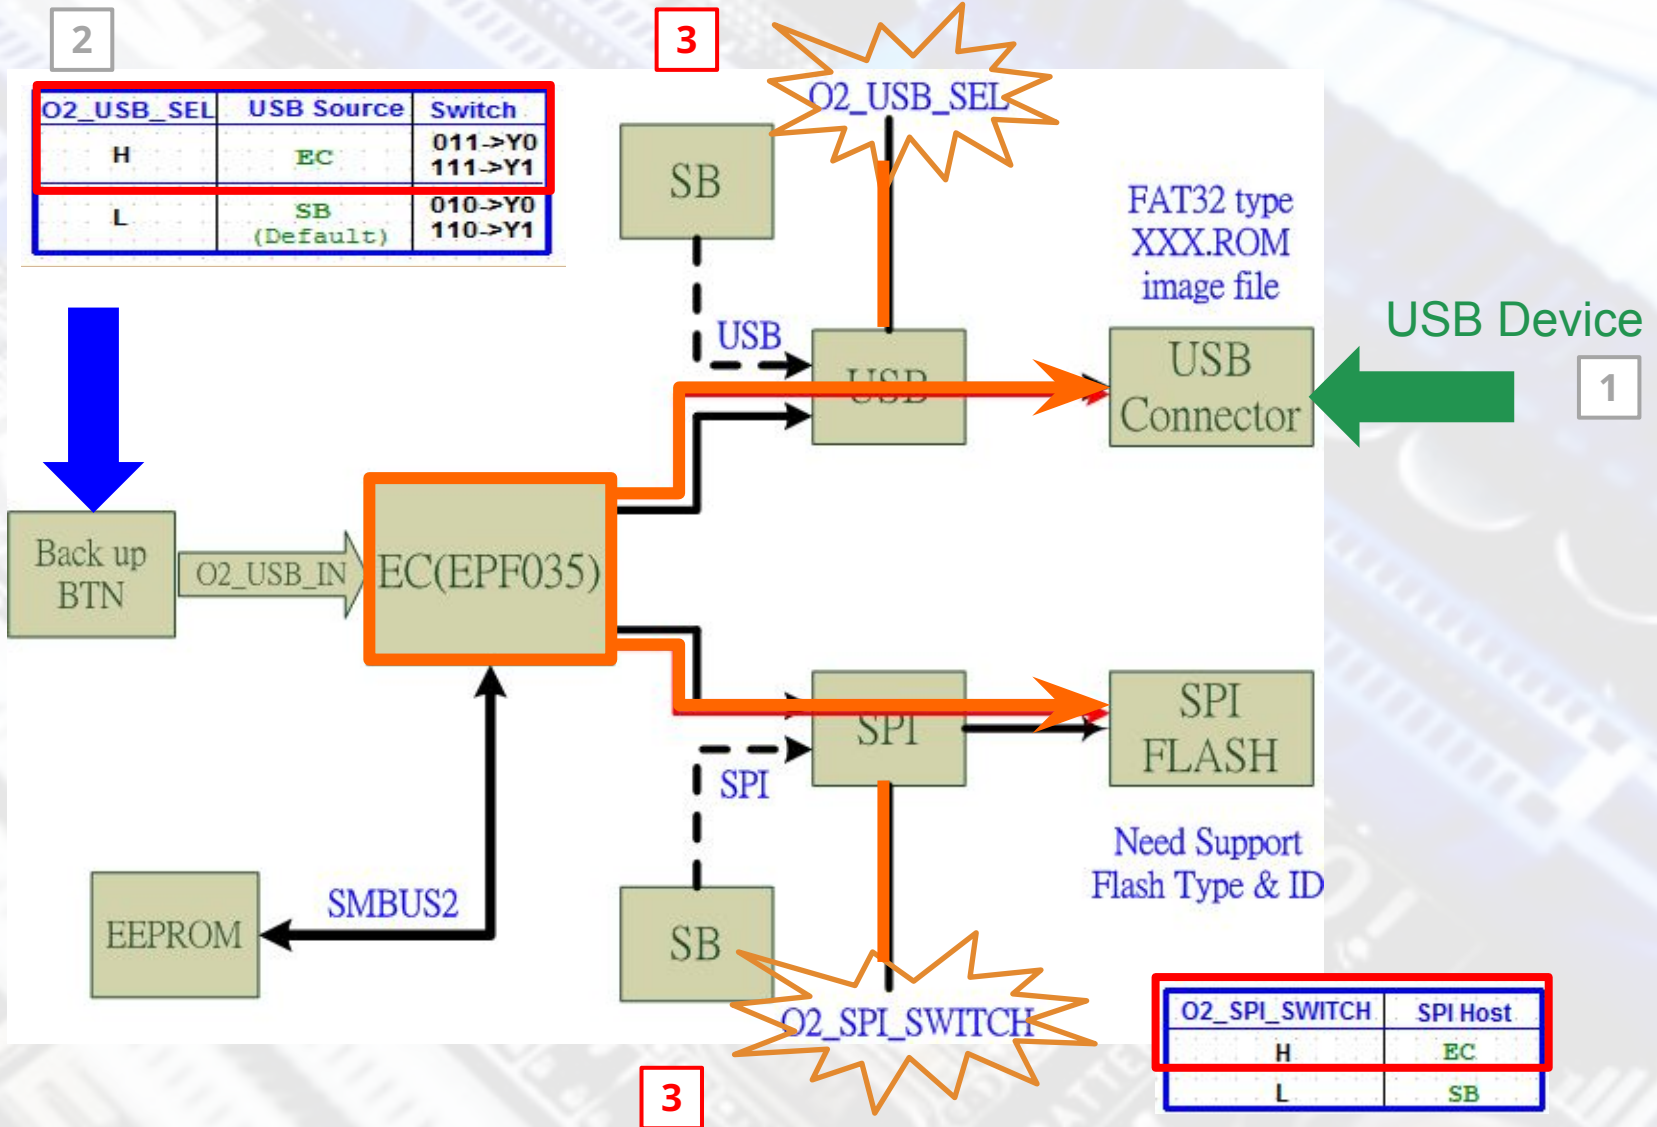 2
3
O2_USB_SEL USB Source Switch
H EC 011->Y0
111->Y1
L SB 010->Y0
(Default) 110->Y1
O2_USB_SEL
SB
FAT32 type
XXX.ROM
image file
USB
USB
USB
Connector
USB Device
1
Back up
BTN
O2_USB_IN
EC(EPF035)
SPI
SPI
SPI
FLASH
Need Support
Flash Type & ID
EEPROM
SMBUS2
SB
O2_SPI_SWITCH
3
O2_SPI_SWITCH SPI Host
H EC
L SB